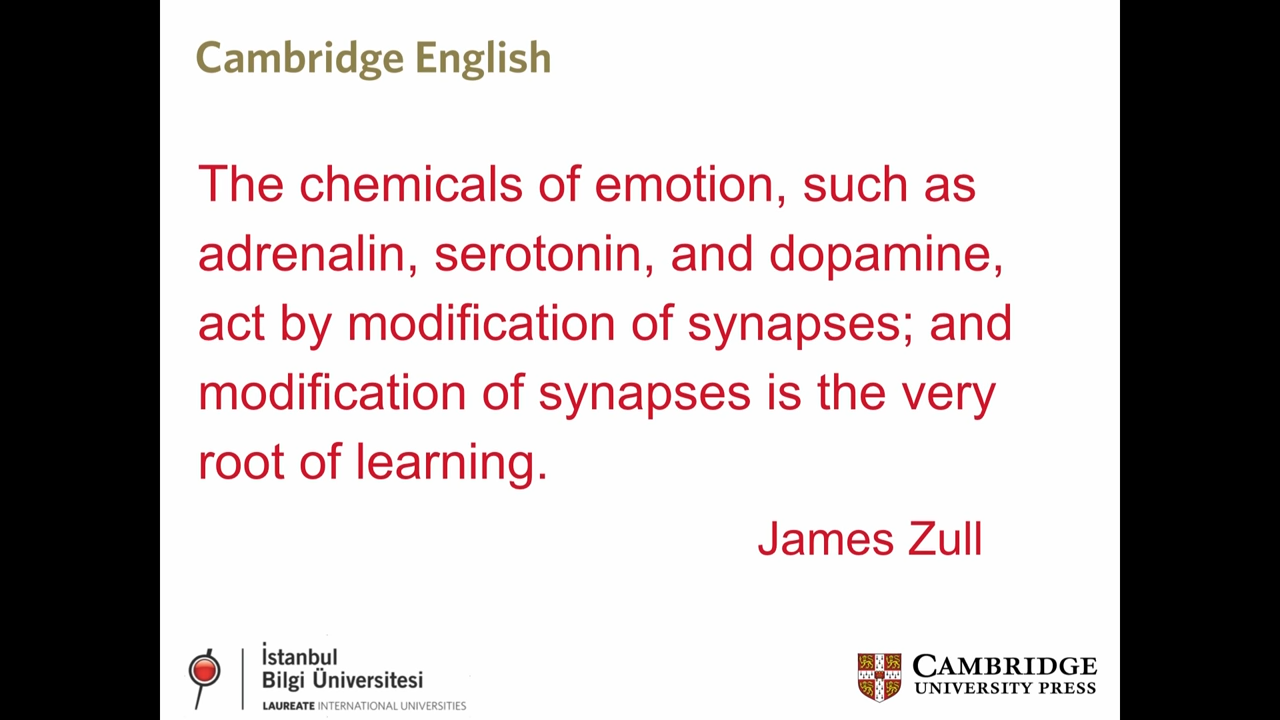 Cambridge English
The chemicals of emotion, such as
adrenalin, serotonin, and dopamine,
act by modification of synapses; and
modification of synapses is the very
root of learning.
James Zull
İstanbul
Bilgi Üniversitesi
LAUREATE INTERNATIONAL UNIVERSITIES
CAMBRIDGE
UNIVERSITY PRESS